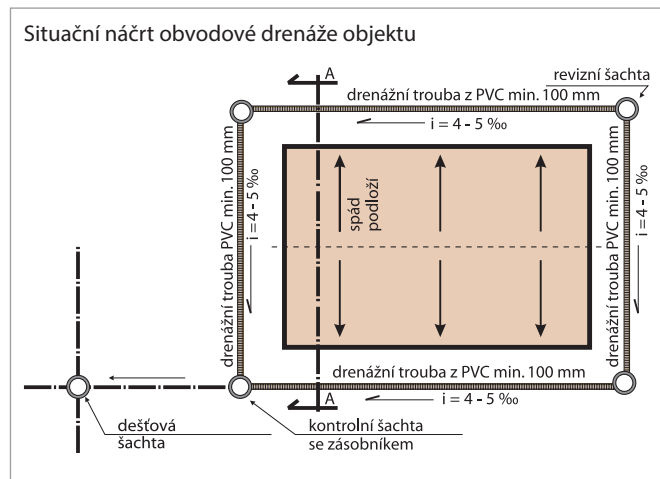 Situační náčrt obvodové drenáže objektu
A
revizní šachta
drenážní trouba z PVC min. 100 mm
i = 4 - 5 ‰
drenážní trouba PVC min. 100 mm
i = 4 - 5 ‰
spád
podloží
drenážní trouba PVC min. 100 mm
i = 4 - 5 ‰
drenážní trouba z PVC min. 100 mm
A
i = 4 - 5 ‰
dešťová
šachta
kontrolní šachta
se zásobníkem